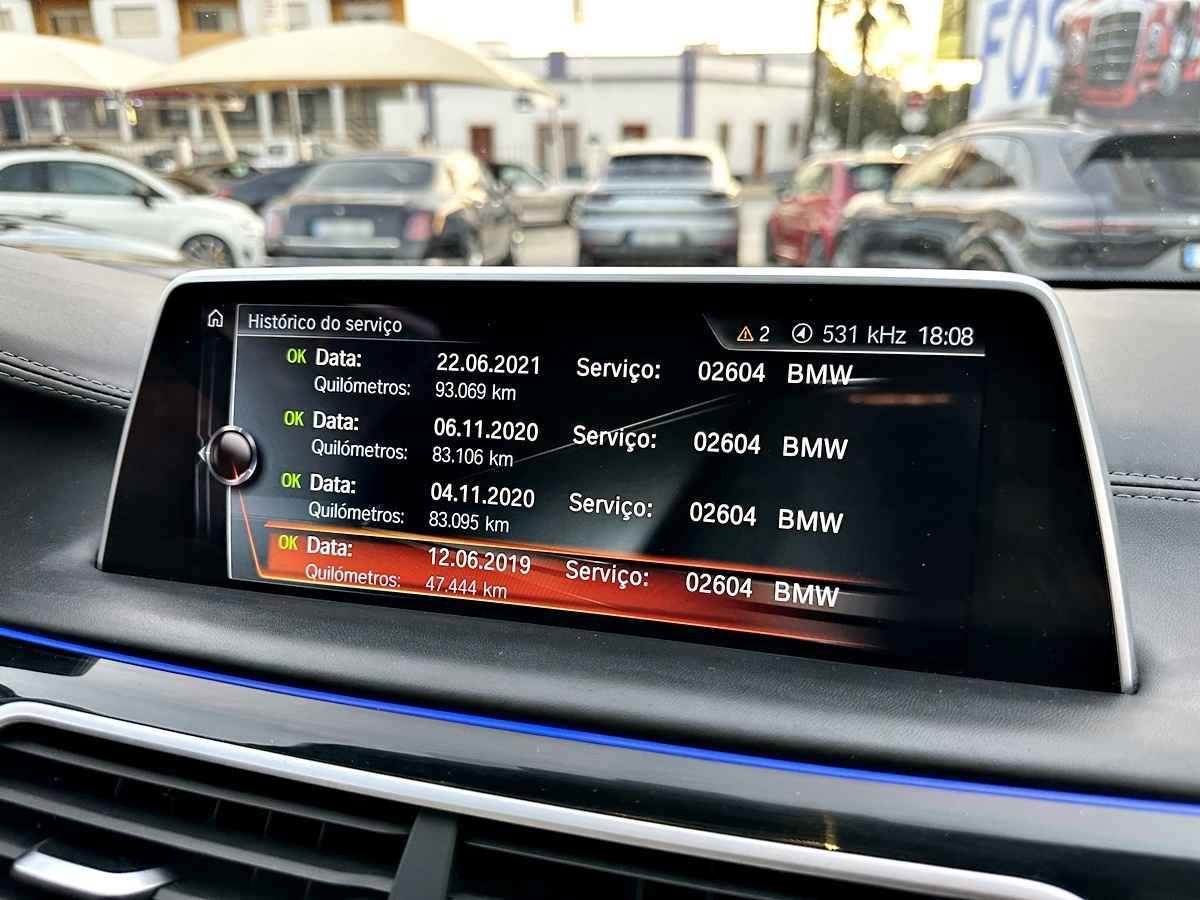 FOS
Histórico do serviço
2 531 kHz 18:08
OK Data: 22.06.2021 Serviço: 02604 BMW
Quilómetros: 93.069 km
OK Data: 06.11.2020 Serviço: 02604 BMW
Quilómetros: 83.106 km
OK Data: 04.11.2020 Serviço: 02604 BMW
Quilómetros: 83.095 km
OK Data: 12.06.2019 Serviço: 02604 BMW
Quilómetros: 47.444 km